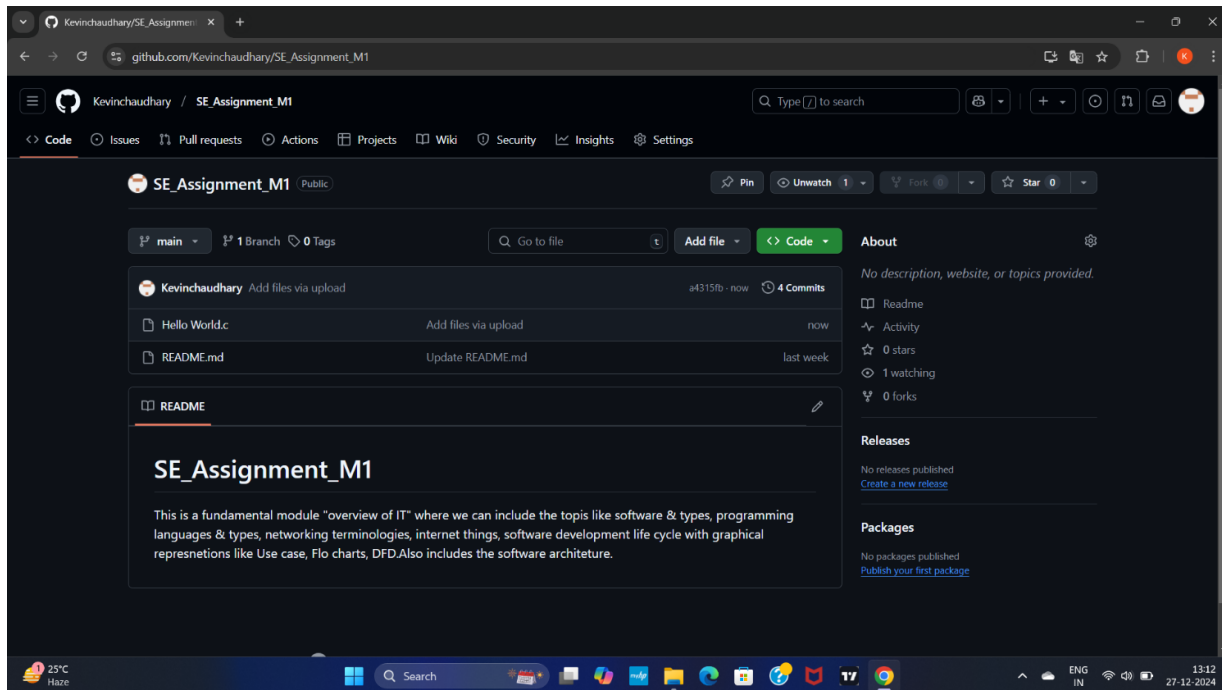 Kevinchaudhary/SE_Assignment
github.com/Kevinchaudhary/SE_Assignment_M1
K
Kevinchaudhary / SE_Assignment_M1
Type / to search
Code Issues Pull requests Actions Projects Wiki Security Insights Settings
SE_Assignment_M1 Public
Pin Unwatch 1 Fork 0 Star 0
main 1 Branch 0 Tags
Go to file t Add file Code
About
No description, website, or topics provided.
Kevinchaudhary Add files via upload a4315fb · now 4 Commits
Readme
Hello World.c Add files via upload now
Activity
0 stars
README.md Update README.md last week
1 watching
0 forks
README
Releases
No releases published
Create a new release
SE_Assignment_M1
This is a fundamental module "overview of IT" where we can include the topis like software & types, programming
languages & types, networking terminologies, internet things, software development life cycle with graphical
represnetions like Use case, Flo charts, DFD.Also includes the software architeture.
Packages
No packages published
Publish your first package
1
25°C
Haze
Search
ENG
IN
13:12
27-12-2024